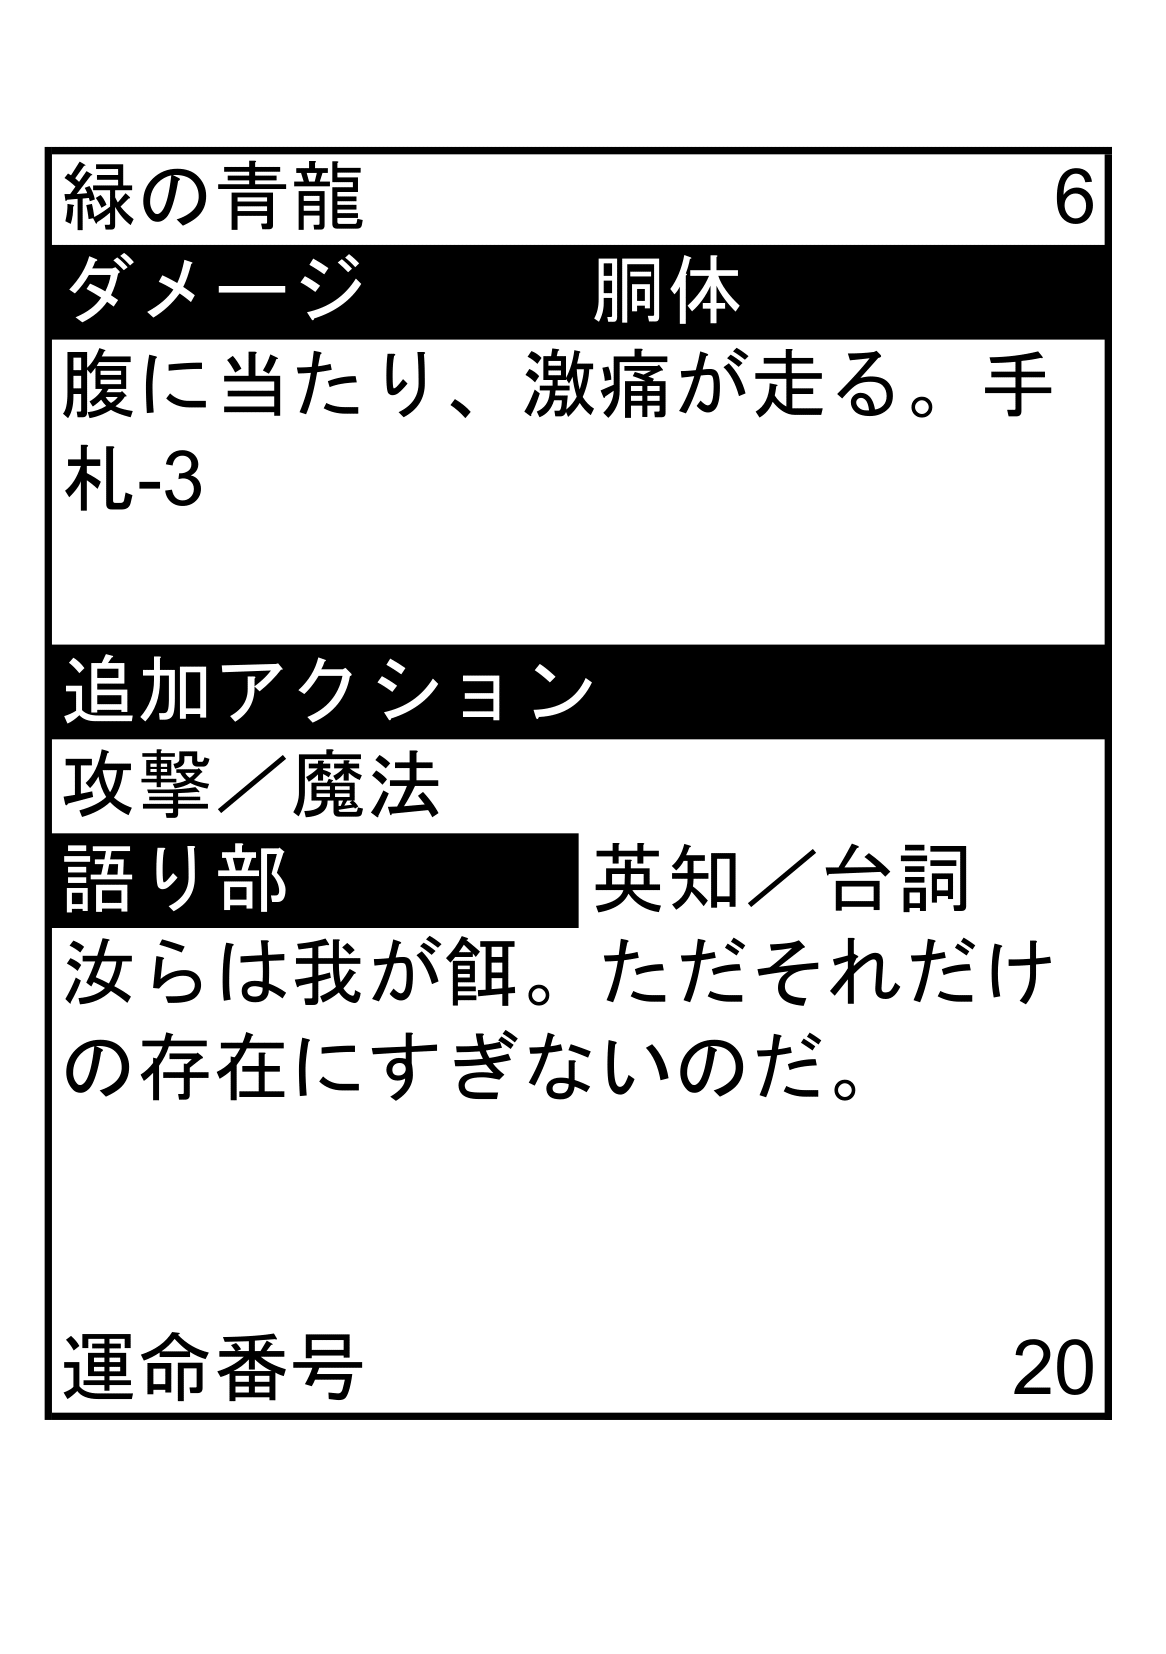 緑の青龍 6
ダメージ 胴体
腹に当たり、激痛が走る。手
札-3
追加アクション
攻撃／魔法
語り部 英知／台詞
汝らは我が餌。ただそれだけ
の存在にすぎないのだ。
運命番号 20